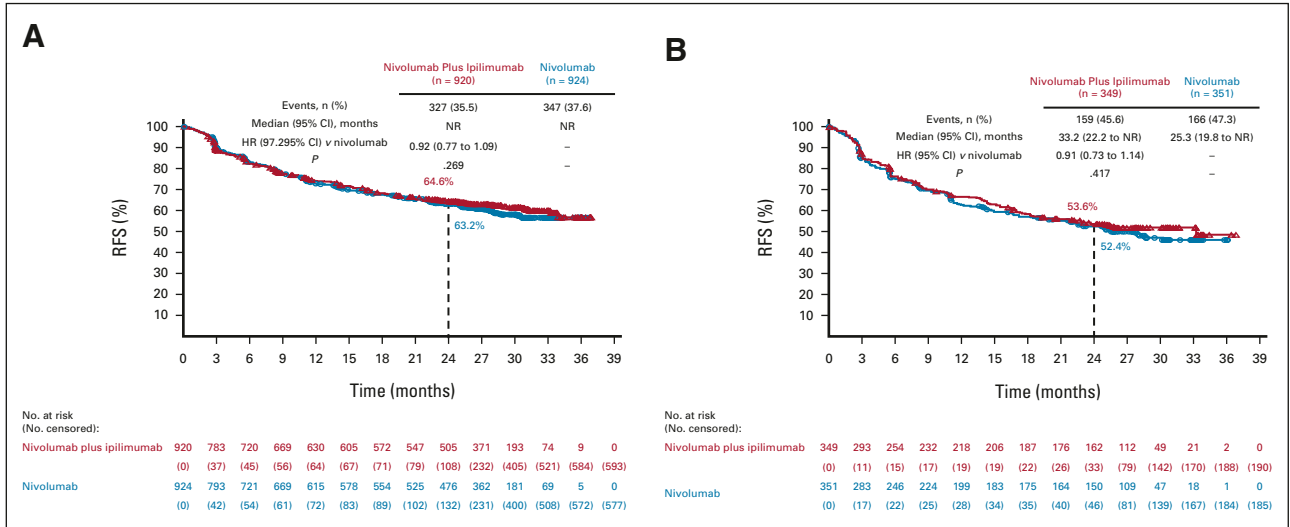 A
Nivolumab Plus Ipilimumab Nivolumab
(n = 920) (n = 924)
Events, n (%) 327 (35.5) 347 (37.6)
Median (95% CI), months NR NR
HR (97.295% CI) v nivolumab 0.92 (0.77 to 1.09) –
P .269 –
64.6%
63.2%
RFS (%)
100
90
80
70
60
50
40
30
20
10
0 3 6 9 12 15 18 21 24 27 30 33 36 39
Time (months)
No. at risk
(No. censored):
Nivolumab plus ipilimumab 920 783 720 669 630 605 572 547 505 371 193 74 9 0
(0) (37) (45) (56) (64) (67) (71) (79) (108) (232) (405) (521) (584) (593)
Nivolumab 924 793 721 669 615 578 554 525 476 362 181 69 5 0
(0) (42) (54) (61) (72) (83) (89) (102) (132) (231) (400) (508) (572) (577)
B
Nivolumab Plus Ipilimumab Nivolumab
(n = 349) (n = 351)
Events, n (%) 159 (45.6) 166 (47.3)
Median (95% CI), months 33.2 (22.2 to NR) 25.3 (19.8 to NR)
HR (95% CI) v nivolumab 0.91 (0.73 to 1.14) –
P .417 –
53.6%
52.4%
RFS (%)
100
90
80
70
60
50
40
30
20
10
0 3 6 9 12 15 18 21 24 27 30 33 36 39
Time (months)
No. at risk
(No. censored):
Nivolumab plus ipilimumab 349 293 254 232 218 206 187 176 162 112 49 21 2 0
(0) (11) (15) (17) (19) (19) (22) (26) (33) (79) (142) (170) (188) (190)
Nivolumab 351 283 246 224 199 183 175 164 150 109 47 18 1 0
(0) (17) (22) (25) (28) (34) (35) (40) (46) (81) (139) (167) (184) (185)